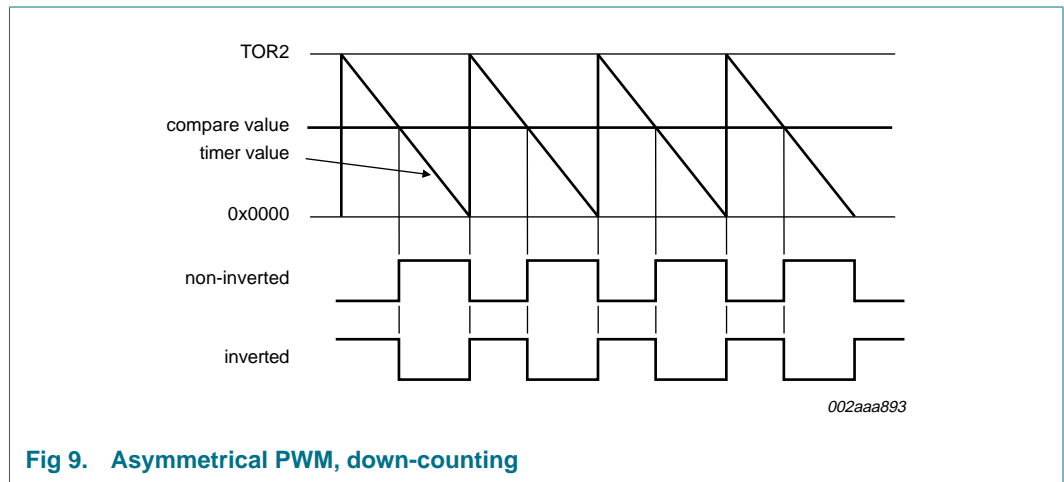 TOR2
compare value
timer value
0x0000
non-inverted
inverted
002aaa893
Fig 9. Asymmetrical PWM, down-counting